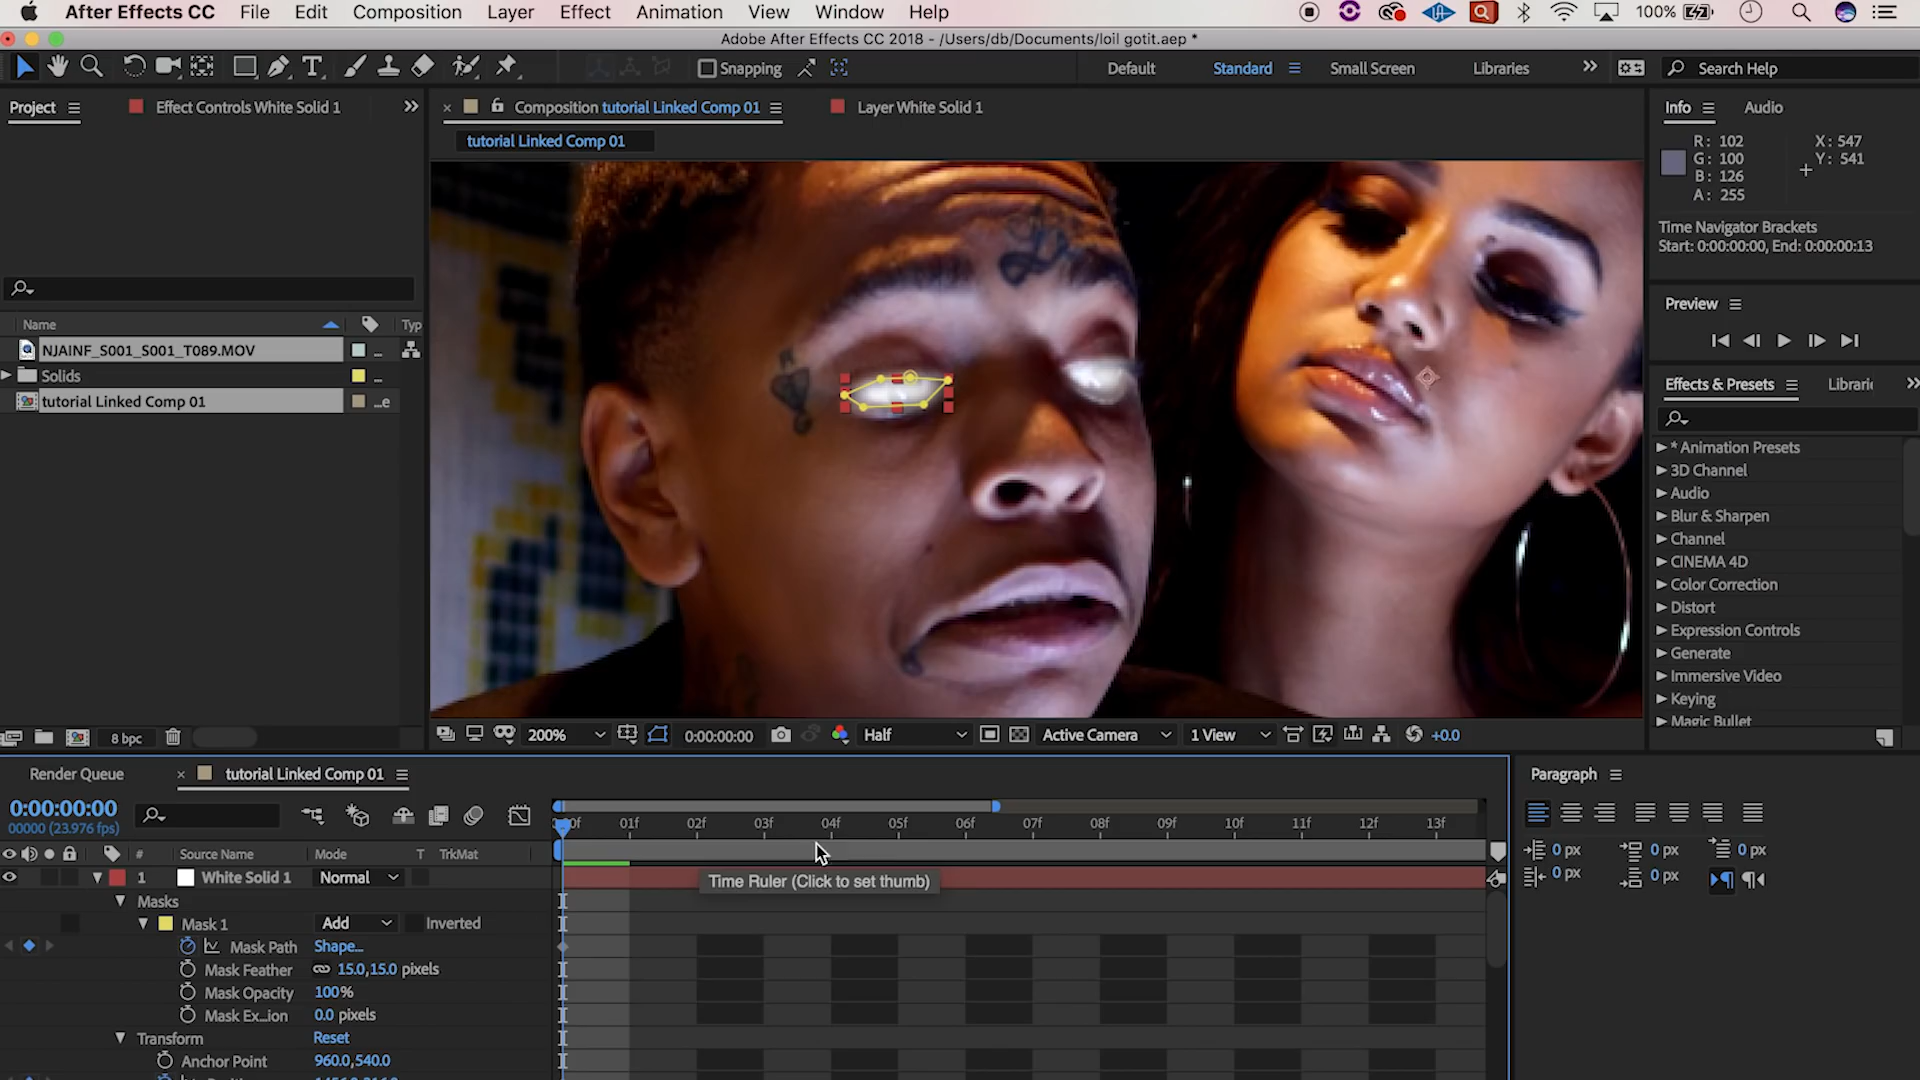 After Effects CC File Edit Composition Layer Effect Animation View Window Help 100%
Adobe After Effects CC 2018 - /Users/db/Documents/loil gotit.aep *
Snapping Default Standard Small Screen Libraries Search Help
Project Effect Controls White Solid 1 Composition tutorial Linked Comp 01 Layer White Solid 1 Info Audio
tutorial Linked Comp 01
R: 102 X: 547
G: 100 Y: 541
B: 126
A: 255
Time Navigator Brackets
Start: 0:00:00:00, End: 0:00:00:13
Preview
Name Typ
NJAINF_S001_S001_T089.MOV ...
Solids ...
tutorial Linked Comp 01 ...e
Effects & Presets Librari
* Animation Presets
3D Channel
Audio
Blur & Sharpen
Channel
CINEMA 4D
Color Correction
Distort
Expression Controls
Generate
Immersive Video
Keying
Magic Bullet
8 bpc 200% 0:00:00:00 Half Active Camera 1 View +0.0
Render Queue tutorial Linked Comp 01 Paragraph
0:00:00:00
00000 (23.976 fps)
01f 02f 03f 04f 05f 06f 07f 08f 09f 10f 11f 12f 13f
# Source Name Mode T TrkMat
1 White Solid 1 Normal
Time Ruler (Click to set thumb)
Masks
Mask 1 Add Inverted
Mask Path Shape...
Mask Feather 15.0,15.0 pixels
Mask Opacity 100%
Mask Ex...ion 0.0 pixels
Transform Reset
Anchor Point 960.0,540.0
0 px 0 px 0 px
0 px 0 px